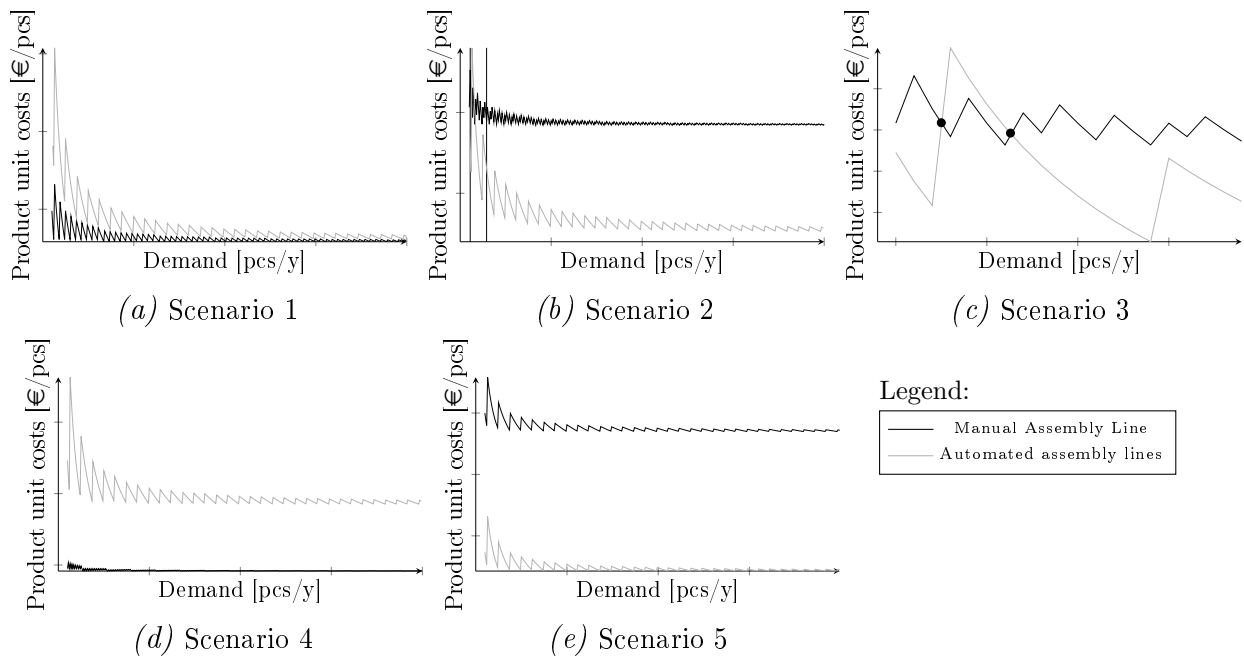 Product unit costs [€/pcs]
Demand [pcs/y]
(a) Scenario 1
Product unit costs [€/pcs]
Demand [pcs/y]
(b) Scenario 2
Product unit costs [€/pcs]
Demand [pcs/y]
(c) Scenario 3
Product unit costs [€/pcs]
Demand [pcs/y]
(d) Scenario 4
Product unit costs [€/pcs]
Demand [pcs/y]
(e) Scenario 5
Legend:
Manual Assembly Line
Automated assembly lines